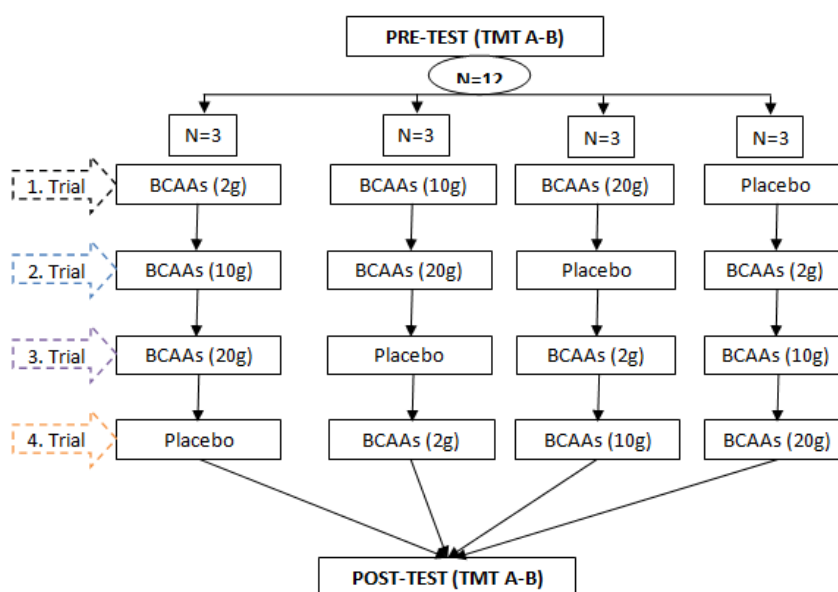 PRE-TEST (TMT A-B)
N=12
N=3 N=3 N=3 N=3
1. Trial BCAAs (2g) BCAAs (10g) BCAAs (20g) Placebo
2. Trial BCAAs (10g) BCAAs (20g) Placebo BCAAs (2g)
3. Trial BCAAs (20g) Placebo BCAAs (2g) BCAAs (10g)
4. Trial Placebo BCAAs (2g) BCAAs (10g) BCAAs (20g)
POST-TEST (TMT A-B)